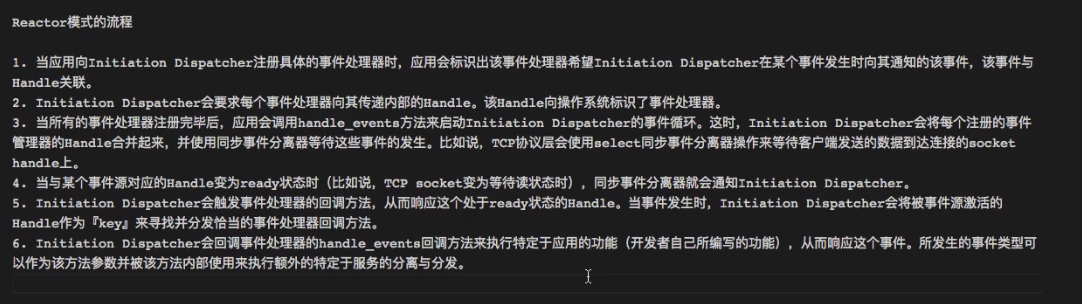 Reactor模式的流程
1. 当应用向Initiation Dispatcher注册具体的事件处理器时，应用会标识出该事件处理器希望Initiation Dispatcher在某个事件发生时向其通知的该事件，该事件与
Handle关联。
2. Initiation Dispatcher会要求每个事件处理器向其传递内部的Handle。该Handle向操作系统标识了事件处理器。
3. 当所有的事件处理器注册完毕后，应用会调用handle_events方法来启动Initiation Dispatcher的事件循环。这时，Initiation Dispatcher会将每个注册的事件
管理器的Handle合并起来，并使用同步事件分离器等待这些事件的发生。比如说，TCP协议层会使用select同步事件分离器操作来等待客户端发送的数据到达连接的socket
handle上。
4. 当与某个事件源对应的Handle变为ready状态时（比如说，TCP socket变为等待读状态时），同步事件分离器就会通知Initiation Dispatcher。
5. Initiation Dispatcher会触发事件处理器的回调方法，从而响应这个处于ready状态的Handle。当事件发生时，Initiation Dispatcher会将被事件源激活的
Handle作为『key』来寻找并分发恰当的事件处理器回调方法。
6. Initiation Dispatcher会回调事件处理器的handle_events回调方法来执行特定于应用的功能（开发者自己所编写的功能），从而响应这个事件。所发生的事件类型可
以作为该方法参数并被该方法内部使用来执行额外的特定于服务的分离与分发。